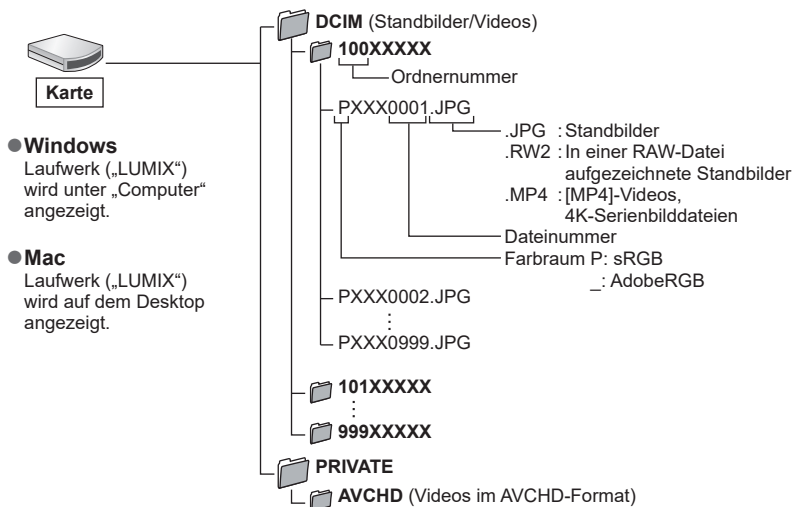 DCIM (Standbilder/Videos)
100XXXXX
Ordnernummer
Karte
PXXX0001.JPG
.JPG : Standbilder
.RW2 : In einer RAW-Datei
aufgezeichnete Standbilder
.MP4 : [MP4]-Videos,
4K-Serienbilddateien
Dateinummer
Farbraum P: sRGB
_: AdobeRGB
●Windows
Laufwerk („LUMIX“)
wird unter „Computer“
angezeigt.
●Mac
Laufwerk („LUMIX“)
wird auf dem Desktop
angezeigt.
PXXX0002.JPG
⋮
PXXX0999.JPG
101XXXXX
⋮
999XXXXX
PRIVATE
AVCHD (Videos im AVCHD-Format)